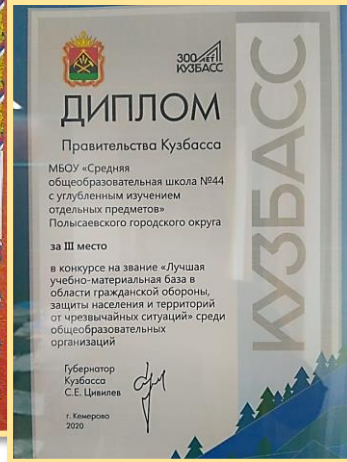 300 ЛЕТ
КУЗБАСС
ДИПЛОМ
Правительства Кузбасса
МБОУ «Средняя
общеобразовательная школа №44
с углубленным изучением
отдельных предметов»
Полысаевского городского округа
за III место
в конкурсе на звание «Лучшая
учебно-материальная база в
области гражданской обороны,
защиты населения и территорий
от чрезвычайных ситуаций» среди
общеобразовательных
организаций
Губернатор
Кузбасса
С.Е. Цивилев
г. Кемерово
2020
КУЗБАСС